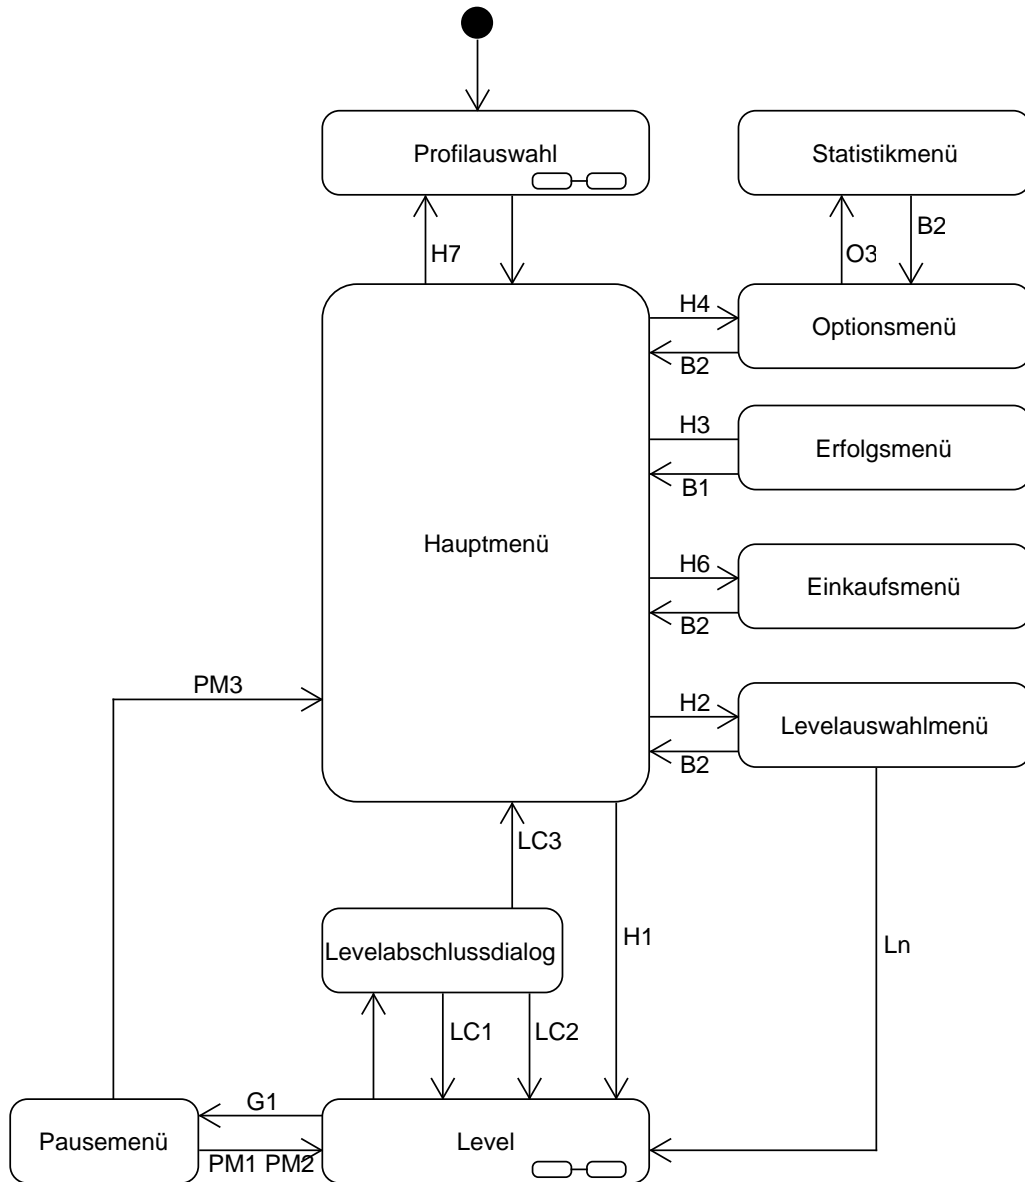 Profilauswahl
Statistikmenü
H7
O3
B2
H4
Optionsmenü
B2
H3
Erfolgsmenü
B1
Hauptmenü
H6
Einkaufsmenü
B2
PM3
H2
Levelauswahlmenü
B2
LC3
Levelabschlussdialog
H1
Ln
LC1
LC2
G1
Pausemenü
Level
PM1 PM2